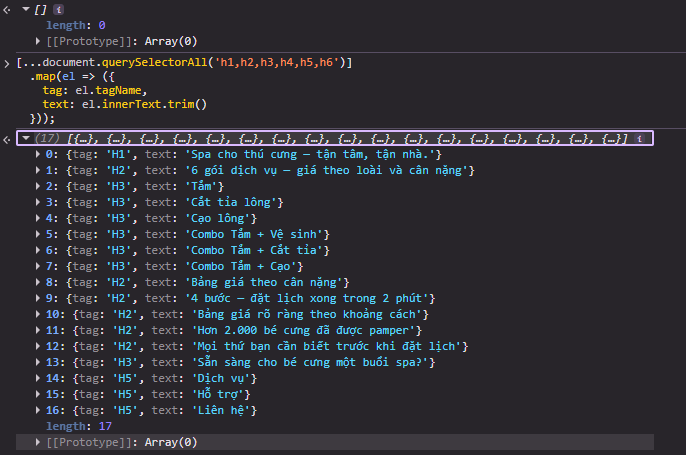 []
length: 0
[[Prototype]]: Array(0)
[...document.querySelectorAll('h1,h2,h3,h4,h5,h6')]
.map(el => ({
tag: el.tagName,
text: el.innerText.trim()
}));
(17) [{…}, {…}, {…}, {…}, {…}, {…}, {…}, {…}, {…}, {…}, {…}, {…}, {…}, {…}, {…}, {…}, {…}]
0: {tag: 'H1', text: 'Spa cho thú cưng — tận tâm, tận nhà.'}
1: {tag: 'H2', text: '6 gói dịch vụ — giá theo loài và cân nặng'}
2: {tag: 'H3', text: 'Tắm'}
3: {tag: 'H3', text: 'Cắt tỉa lông'}
4: {tag: 'H3', text: 'Cạo lông'}
5: {tag: 'H3', text: 'Combo Tắm + Vệ sinh'}
6: {tag: 'H3', text: 'Combo Tắm + Cắt tỉa'}
7: {tag: 'H3', text: 'Combo Tắm + Cạo'}
8: {tag: 'H2', text: 'Bảng giá theo cân nặng'}
9: {tag: 'H2', text: '4 bước — đặt lịch xong trong 2 phút'}
10: {tag: 'H2', text: 'Bảng giá rõ ràng theo khoảng cách'}
11: {tag: 'H2', text: 'Hơn 2.000 bé cưng đã được pamper'}
12: {tag: 'H2', text: 'Mọi thứ bạn cần biết trước khi đặt lịch'}
13: {tag: 'H3', text: 'Sẵn sàng cho bé cưng một buổi spa?'}
14: {tag: 'H5', text: 'Dịch vụ'}
15: {tag: 'H5', text: 'Hỗ trợ'}
16: {tag: 'H5', text: 'Liên hệ'}
length: 17
[[Prototype]]: Array(0)